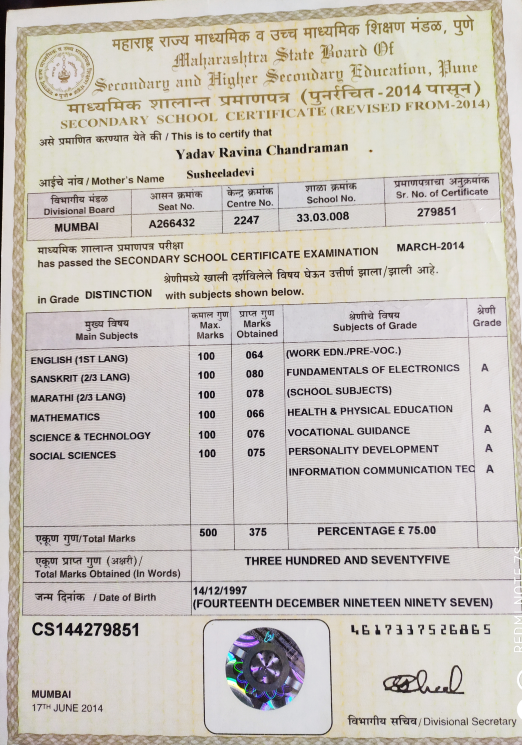 महाराष्ट्र राज्य माध्यमिक व उच्च माध्यमिक शिक्षण मंडळ, पुणे
Maharashtra State Board Of
Secondary and Higher Secondary Education, Pune
माध्यमिक शालान्त प्रमाणपत्र (पुनर्रचित - 2014 पासून)
SECONDARY SCHOOL CERTIFICATE (REVISED FROM-2014)
असे प्रमाणित करण्यात येते की / This is to certify that
Yadav Ravina Chandraman
आईचे नांव / Mother's Name Susheeladevi
विभागीय मंडळ आसन क्रमांक केन्द्र क्रमांक शाळा क्रमांक प्रमाणपत्राचा अनुक्रमांक
Divisional Board Seat No. Centre No. School No. Sr. No. of Certificate
MUMBAI A266432 2247 33.03.008 279851
माध्यमिक शालान्त प्रमाणपत्र परीक्षा
has passed the SECONDARY SCHOOL CERTIFICATE EXAMINATION MARCH-2014
श्रेणीमध्ये खाली दर्शविलेले विषय घेऊन उत्तीर्ण झाला/झाली आहे.
in Grade DISTINCTION with subjects shown below.
मुख्य विषय कमाल गुण प्राप्त गुण श्रेणीचे विषय श्रेणी
Main Subjects Max. Marks Marks Obtained Subjects of Grade Grade
ENGLISH (1ST LANG) 100 064 (WORK EDN./PRE-VOC.)
SANSKRIT (2/3 LANG) 100 080 FUNDAMENTALS OF ELECTRONICS A
MARATHI (2/3 LANG) 100 078 (SCHOOL SUBJECTS)
MATHEMATICS 100 066 HEALTH & PHYSICAL EDUCATION A
SCIENCE & TECHNOLOGY 100 076 VOCATIONAL GUIDANCE A
SOCIAL SCIENCES 100 075 PERSONALITY DEVELOPMENT A
INFORMATION COMMUNICATION TEC A
एकूण गुण/Total Marks 500 375 PERCENTAGE £ 75.00
एकूण प्राप्त गुण (अक्षरी)/
Total Marks Obtained (In Words) THREE HUNDRED AND SEVENTYFIVE
जन्म दिनांक / Date of Birth 14/12/1997
(FOURTEENTH DECEMBER NINETEEN NINETY SEVEN)
CS144279851 4617337526865
MUMBAI
17TH JUNE 2014
विभागीय सचिव / Divisional Secretary
REDMI NOTE 7S